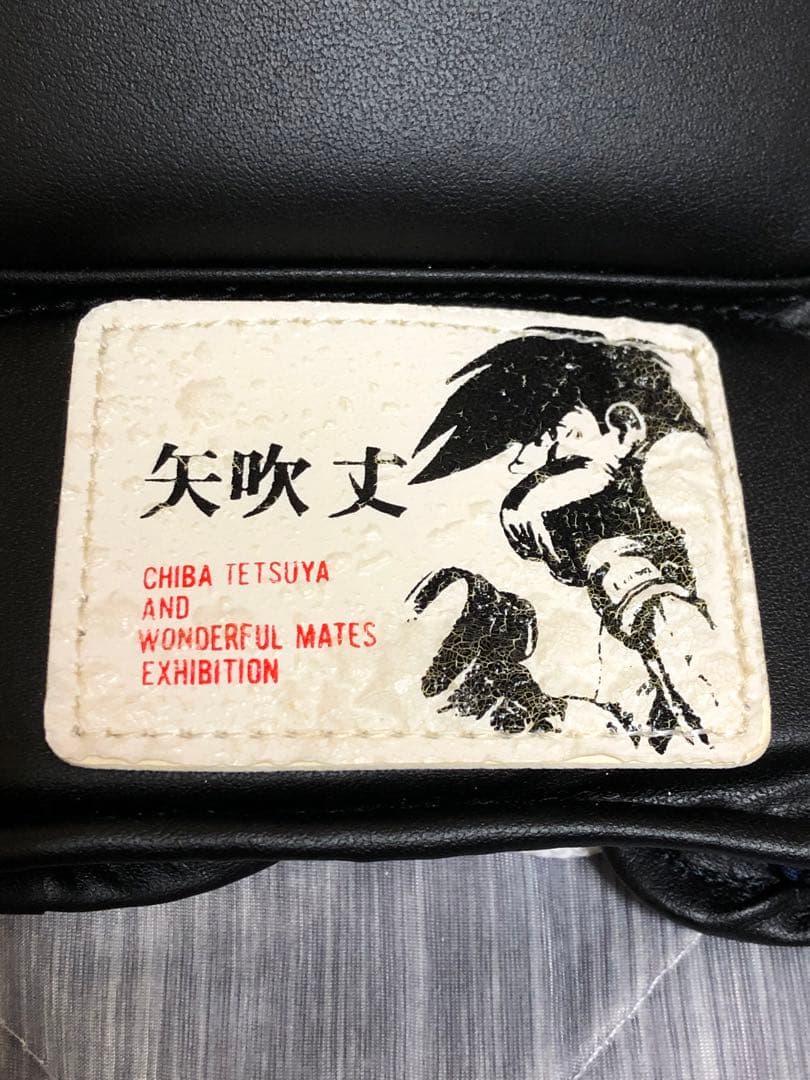 矢吹 丈
CHIBA TETSUYA
AND
WONDERFUL MATES
EXHIBITION